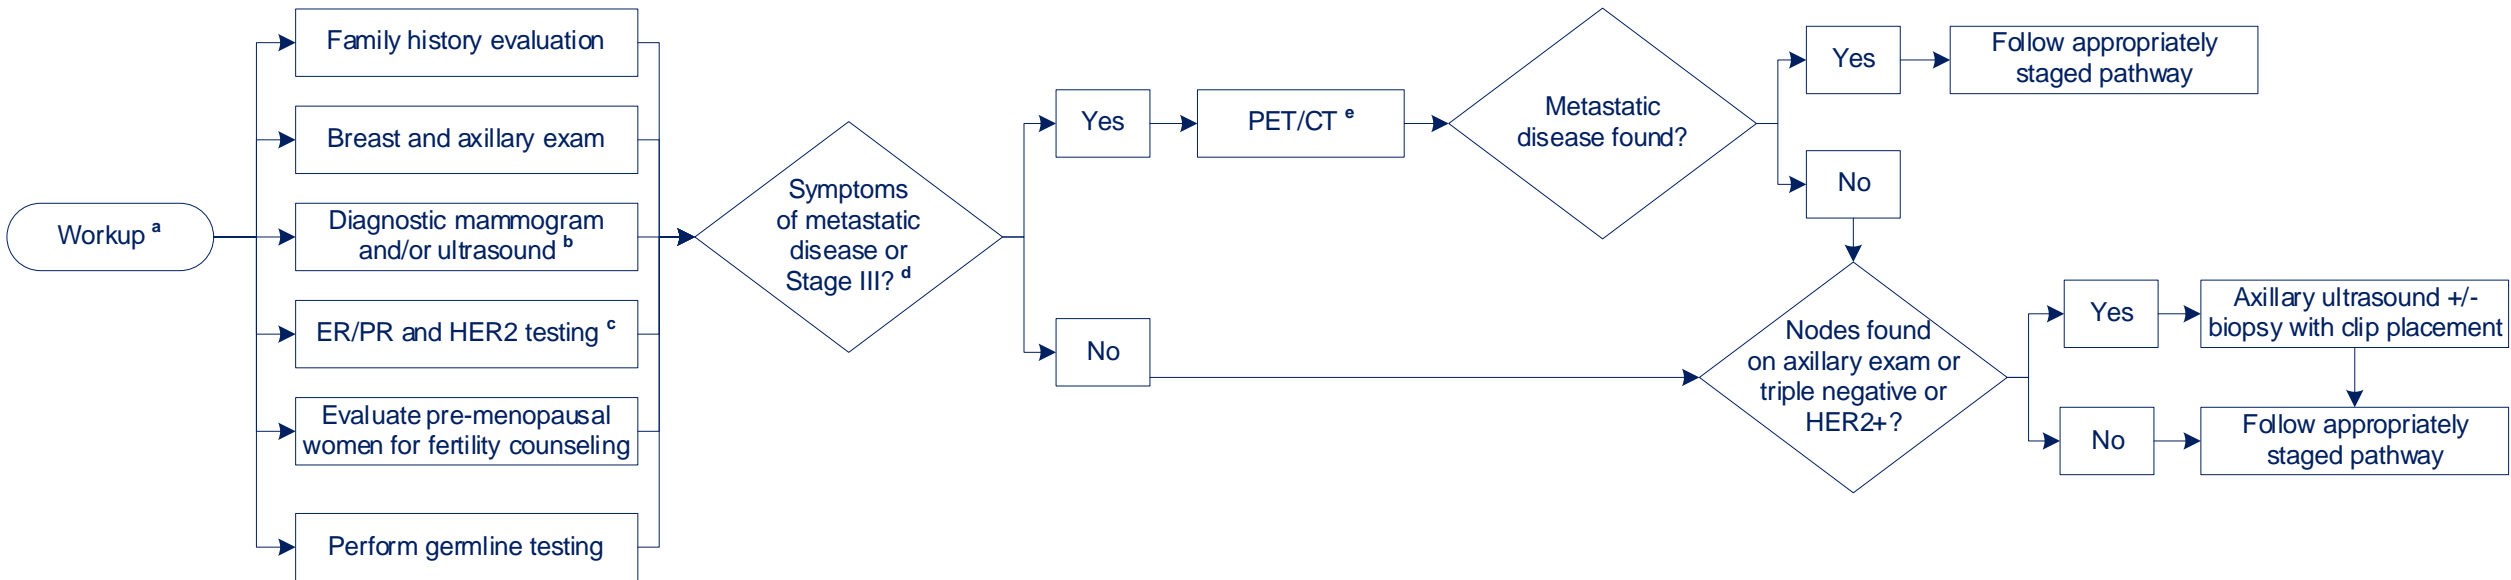 Workup a
Family history evaluation
Breast and axillary exam
Diagnostic mammogram
and/or ultrasound b
ER/PR and HER2 testing c
Evaluate pre-menopausal
women for fertility counseling
Perform germline testing
Symptoms
of metastatic
disease or
Stage III? d
Yes
PET/CT e
Metastatic
disease found?
Yes
Follow appropriately
staged pathway
No
No
Nodes found
on axillary exam or
triple negative or
HER2+?
Yes
Axillary ultrasound +/-
biopsy with clip placement
No
Follow appropriately
staged pathway